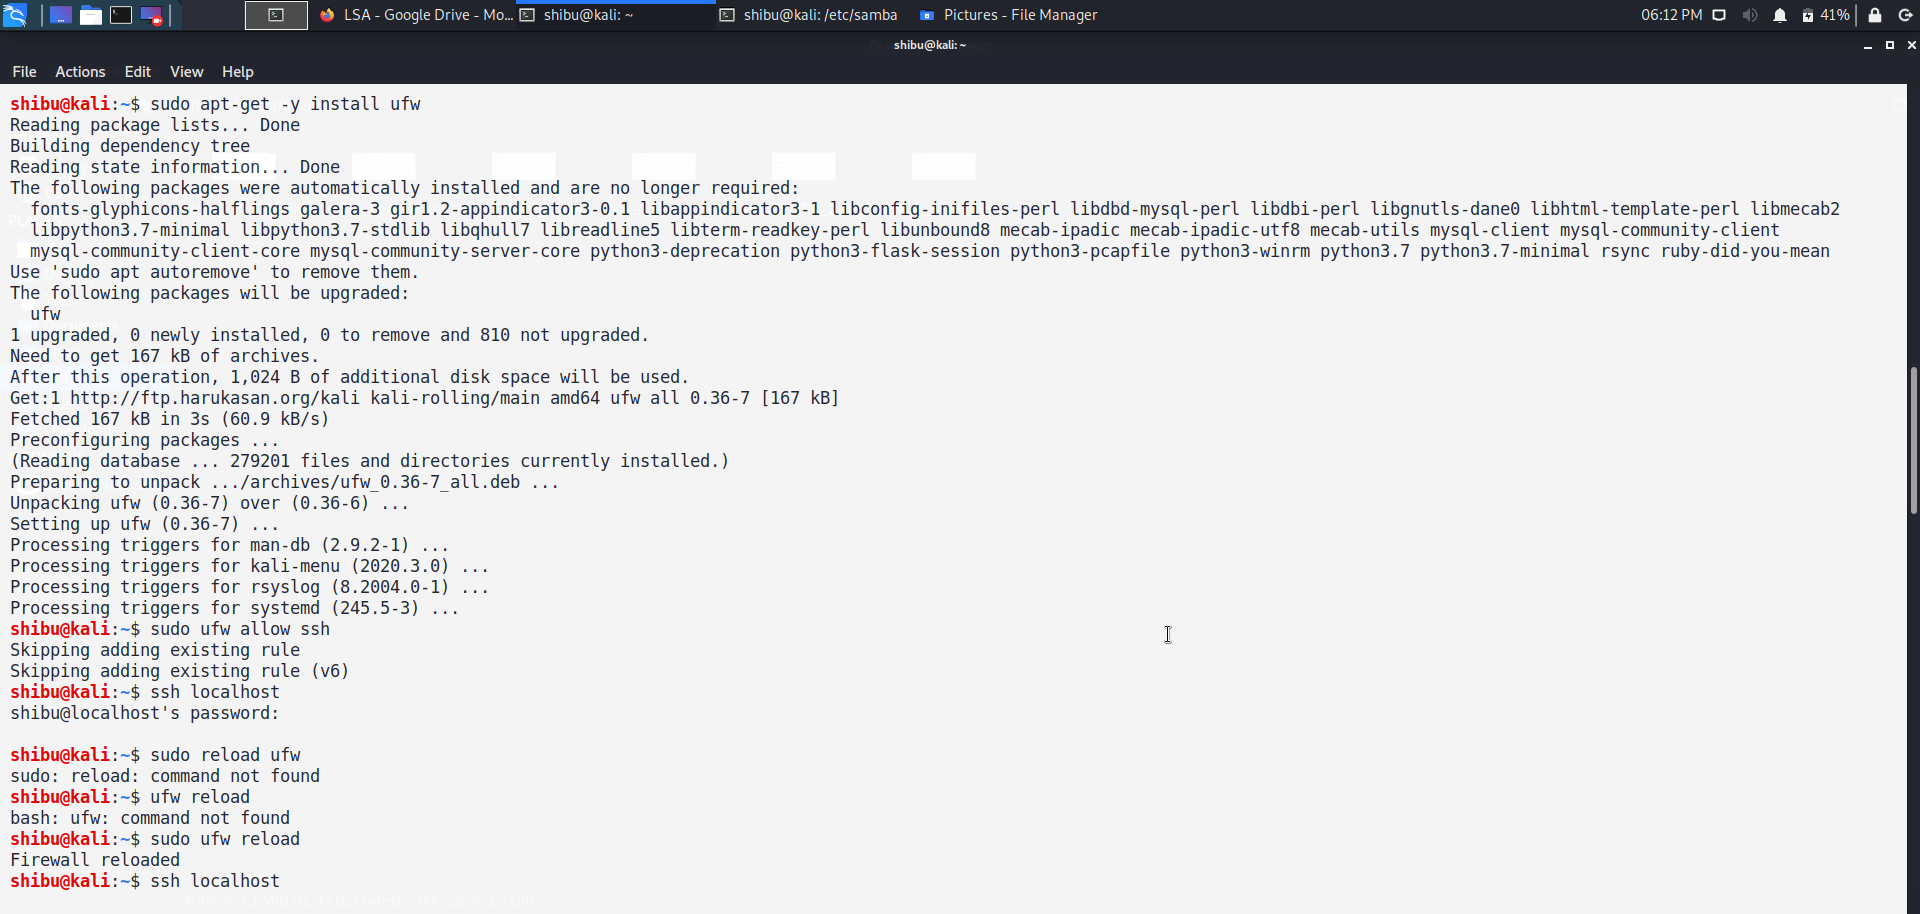 LSA - Google Drive - Mo...
shibu@kali: ~
shibu@kali: /etc/samba
Pictures - File Manager
06:12 PM
41%
shibu@kali: ~
File Actions Edit View Help
shibu@kali:~$ sudo apt-get -y install ufw
Reading package lists... Done
Building dependency tree
Reading state information... Done
The following packages were automatically installed and are no longer required:
fonts-glyphicons-halflings galera-3 gir1.2-appindicator3-0.1 libappindicator3-1 libconfig-inifiles-perl libdbd-mysql-perl libdbi-perl libgnutls-dane0 libhtml-template-perl libmecab2
libpython3.7-minimal libpython3.7-stdlib libqhull7 libreadline5 libterm-readkey-perl libunbound8 mecab-ipadic mecab-ipadic-utf8 mecab-utils mysql-client mysql-community-client
mysql-community-client-core mysql-community-server-core python3-deprecation python3-flask-session python3-pcapfile python3-winrm python3.7 python3.7-minimal rsync ruby-did-you-mean
Use 'sudo apt autoremove' to remove them.
The following packages will be upgraded:
ufw
1 upgraded, 0 newly installed, 0 to remove and 810 not upgraded.
Need to get 167 kB of archives.
After this operation, 1,024 B of additional disk space will be used.
Get:1 http://ftp.harukasan.org/kali kali-rolling/main amd64 ufw all 0.36-7 [167 kB]
Fetched 167 kB in 3s (60.9 kB/s)
Preconfiguring packages ...
(Reading database ... 279201 files and directories currently installed.)
Preparing to unpack .../archives/ufw_0.36-7_all.deb ...
Unpacking ufw (0.36-7) over (0.36-6) ...
Setting up ufw (0.36-7) ...
Processing triggers for man-db (2.9.2-1) ...
Processing triggers for kali-menu (2020.3.0) ...
Processing triggers for rsyslog (8.2004.0-1) ...
Processing triggers for systemd (245.5-3) ...
shibu@kali:~$ sudo ufw allow ssh
Skipping adding existing rule
Skipping adding existing rule (v6)
shibu@kali:~$ ssh localhost
shibu@localhost's password:
shibu@kali:~$ sudo reload ufw
sudo: reload: command not found
shibu@kali:~$ ufw reload
bash: ufw: command not found
shibu@kali:~$ sudo ufw reload
Firewall reloaded
shibu@kali:~$ ssh localhost